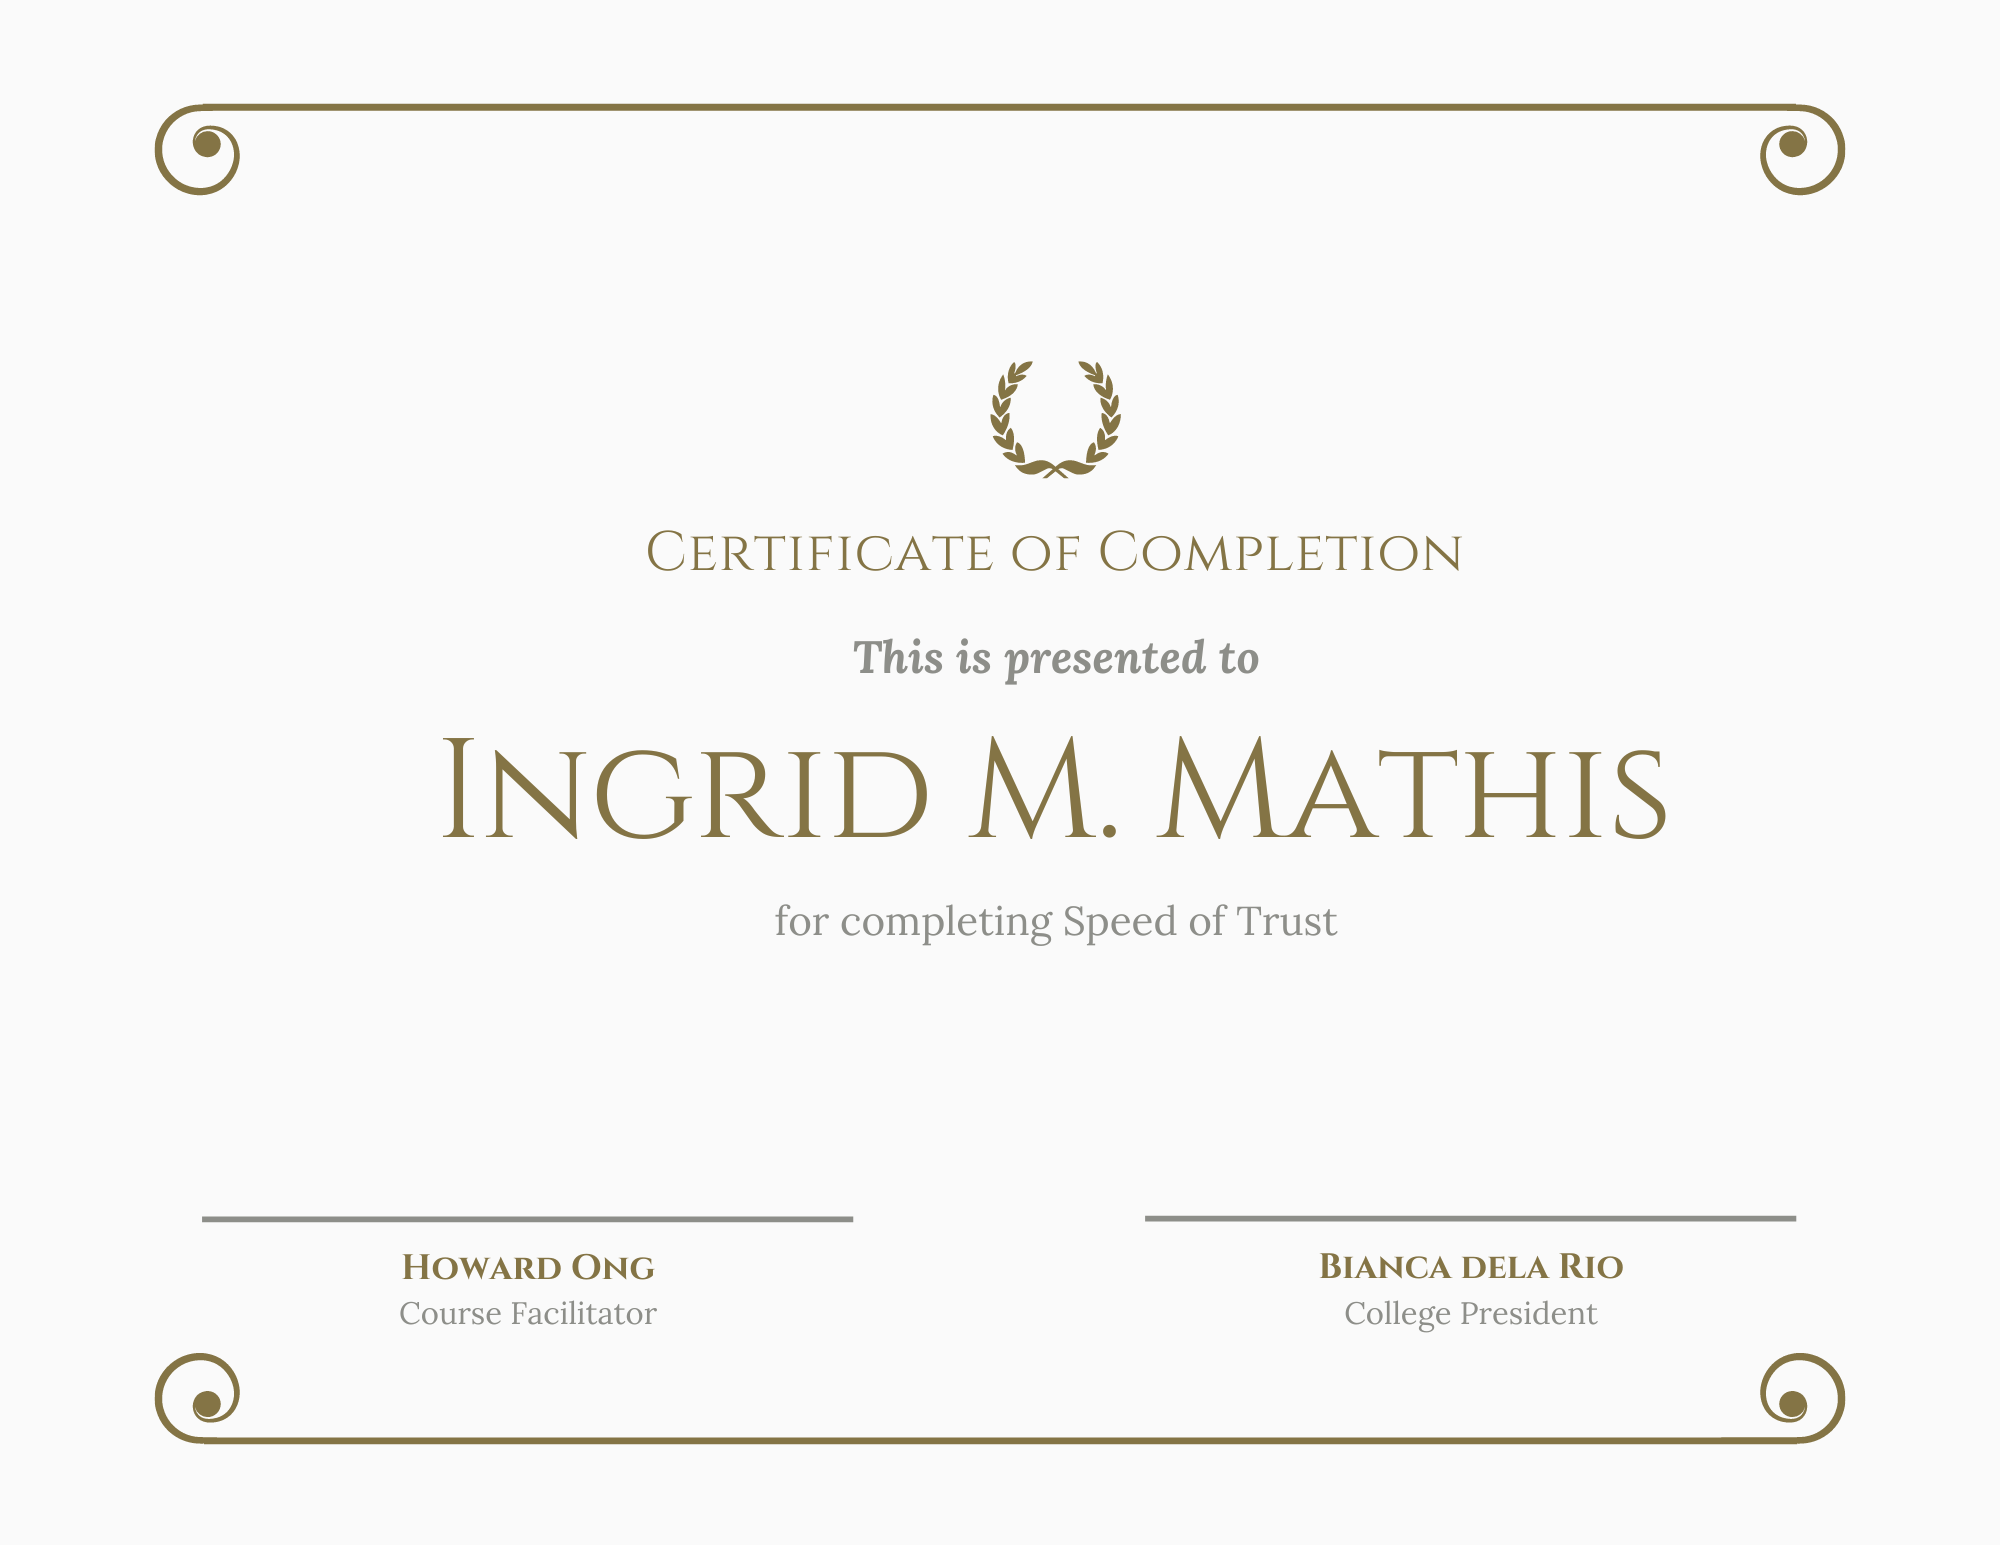 Certificate of Completion
This is presented to
Ingrid M. Mathis
for completing Speed of Trust
Howard Ong
Course Facilitator
Bianca dela Rio
College President